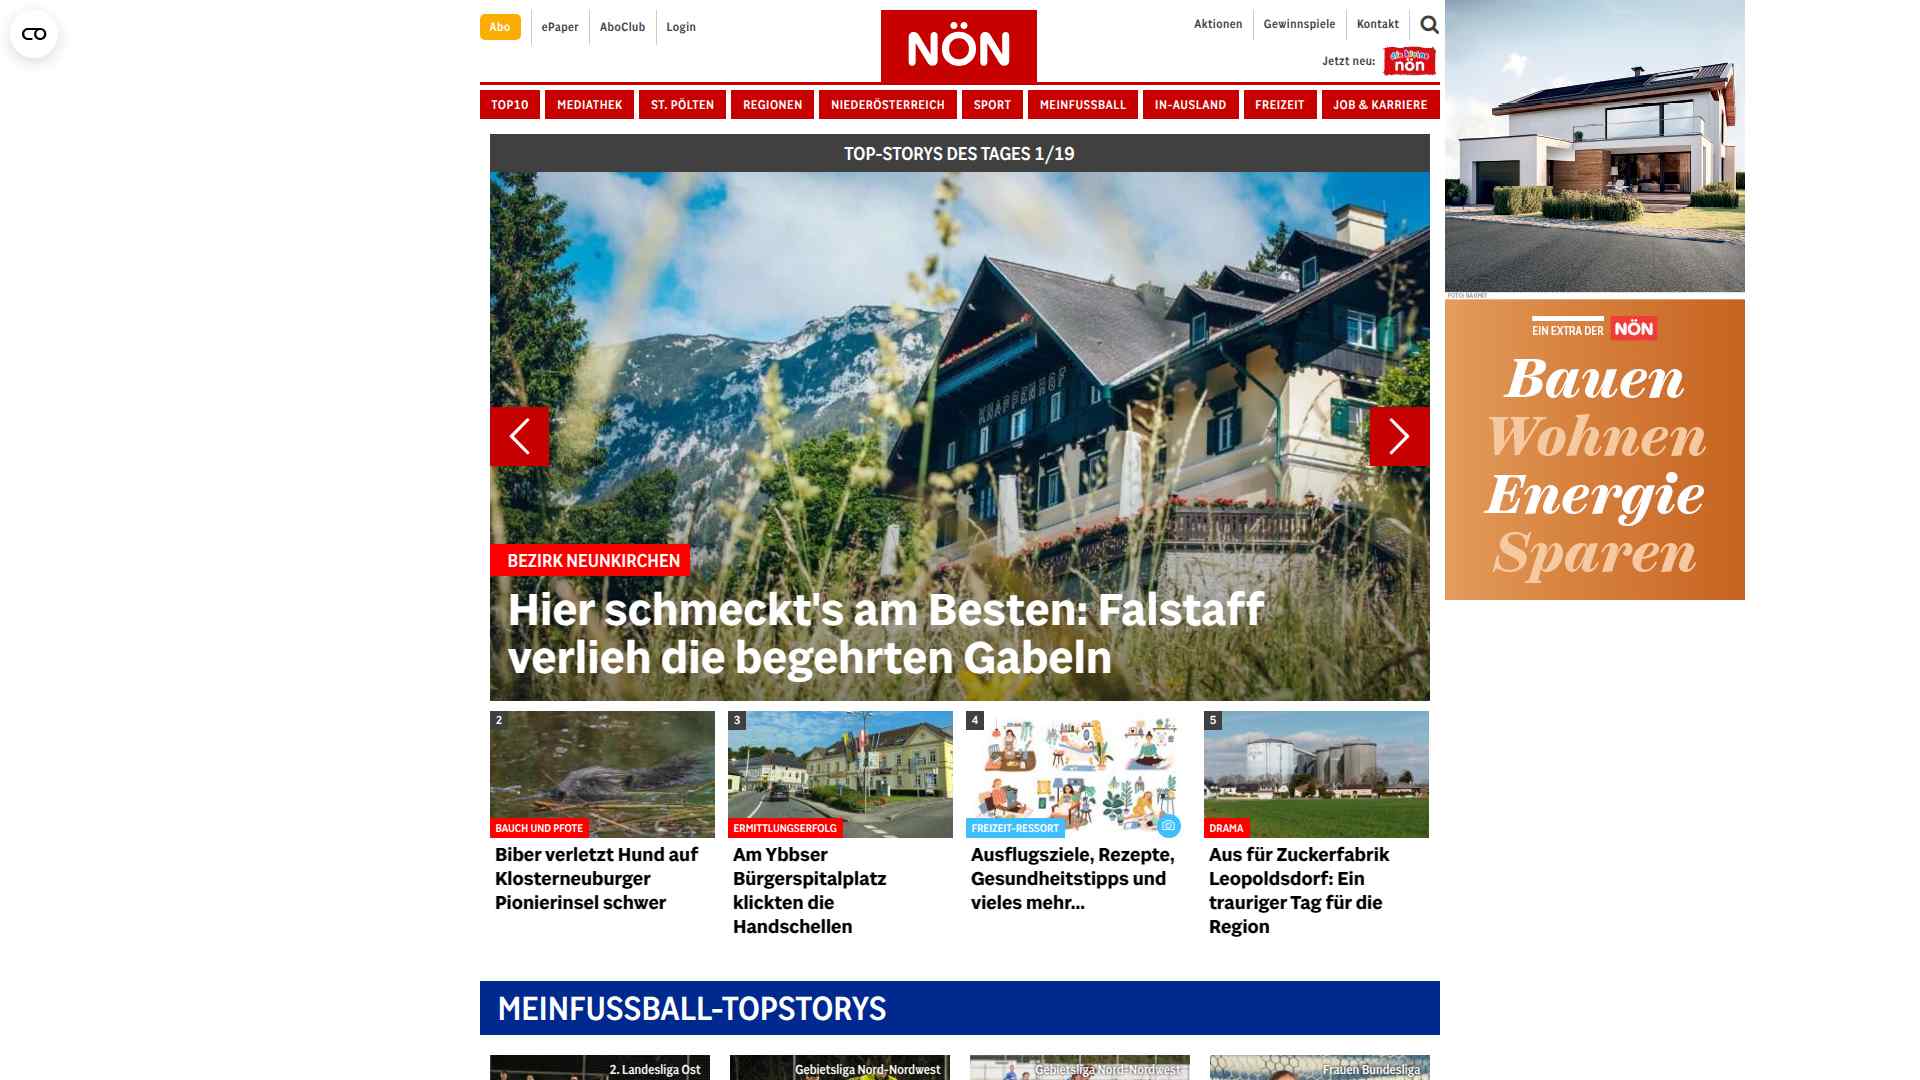 Abo
ePaper
AboClub
Login
NÖN
Aktionen
Gewinnspiele
Kontakt
Jetzt neu:
die kleine
nön
TOP10
MEDIATHEK
ST. PÖLTEN
REGIONEN
NIEDERÖSTERREICH
SPORT
MEINFUSSBALL
IN-AUSLAND
FREIZEIT
JOB & KARRIERE
TOP-STORYS DES TAGES 1/19
KNAPPENHOF
BEZIRK NEUNKIRCHEN
Hier schmeckt's am Besten: Falstaff
verlieh die begehrten Gabeln
EIN EXTRA DER NÖN
Bauen
Wohnen
Energie
Sparen
2
BAUCH UND PFOTE
Biber verletzt Hund auf
Klosterneuburger
Pionierinsel schwer
3
ERMITTLUNGSERFOLG
Am Ybbser
Bürgerspitalplatz
klickten die
Handschellen
4
FREIZEIT-RESSORT
Ausflugsziele, Rezepte,
Gesundheitstipps und
vieles mehr...
5
DRAMA
Aus für Zuckerfabrik
Leopoldsdorf: Ein
trauriger Tag für die
Region
MEINFUSSBALL-TOPSTORYS
2. Landesliga Ost
Gebietsliga Nord-Nordwest
Gebietsliga Nord-Nordwest
Frauen Bundesliga